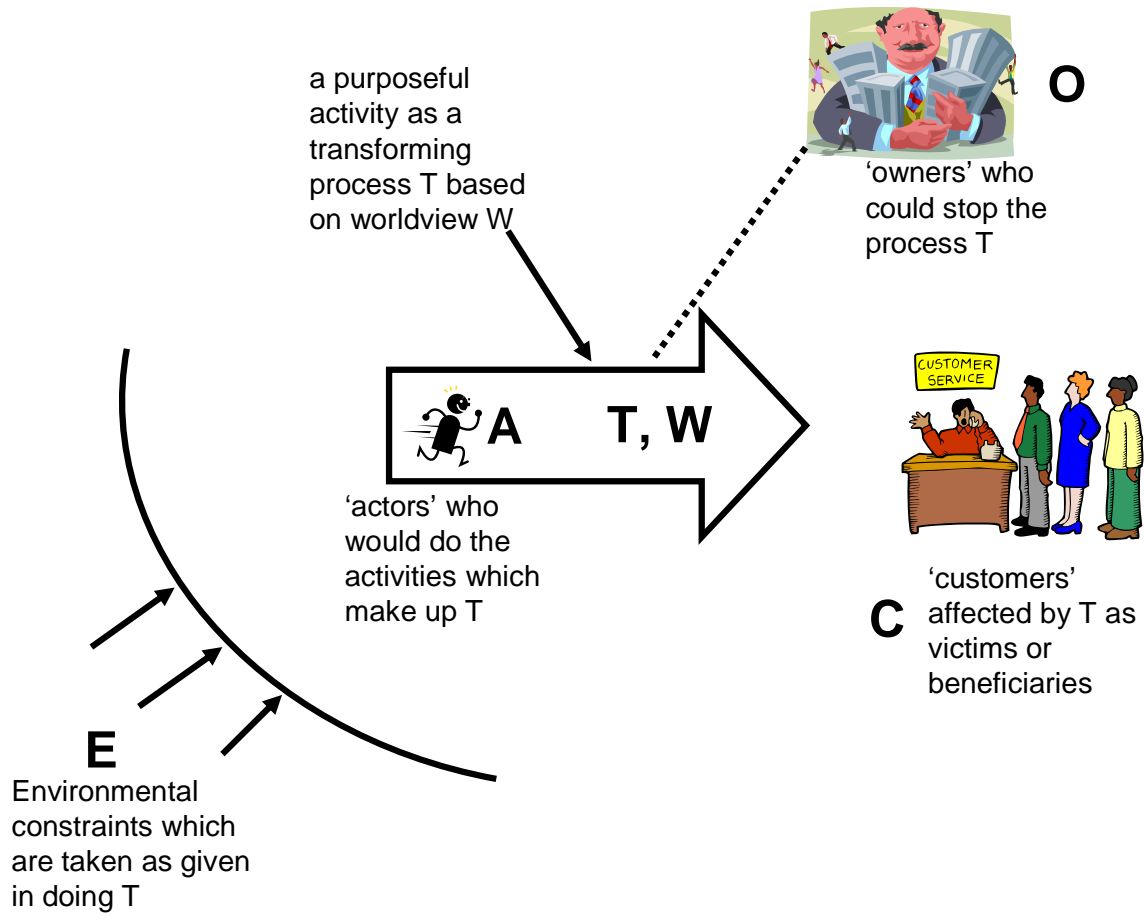 a purposeful
activity as a
transforming
process T based
on worldview W
O
‘owners’ who
could stop the
process T
CUSTOMER
SERVICE
A
T, W
‘actors’ who
would do the
activities which
make up T
C
‘customers’
affected by T as
victims or
beneficiaries
E
Environmental
constraints which
are taken as given
in doing T